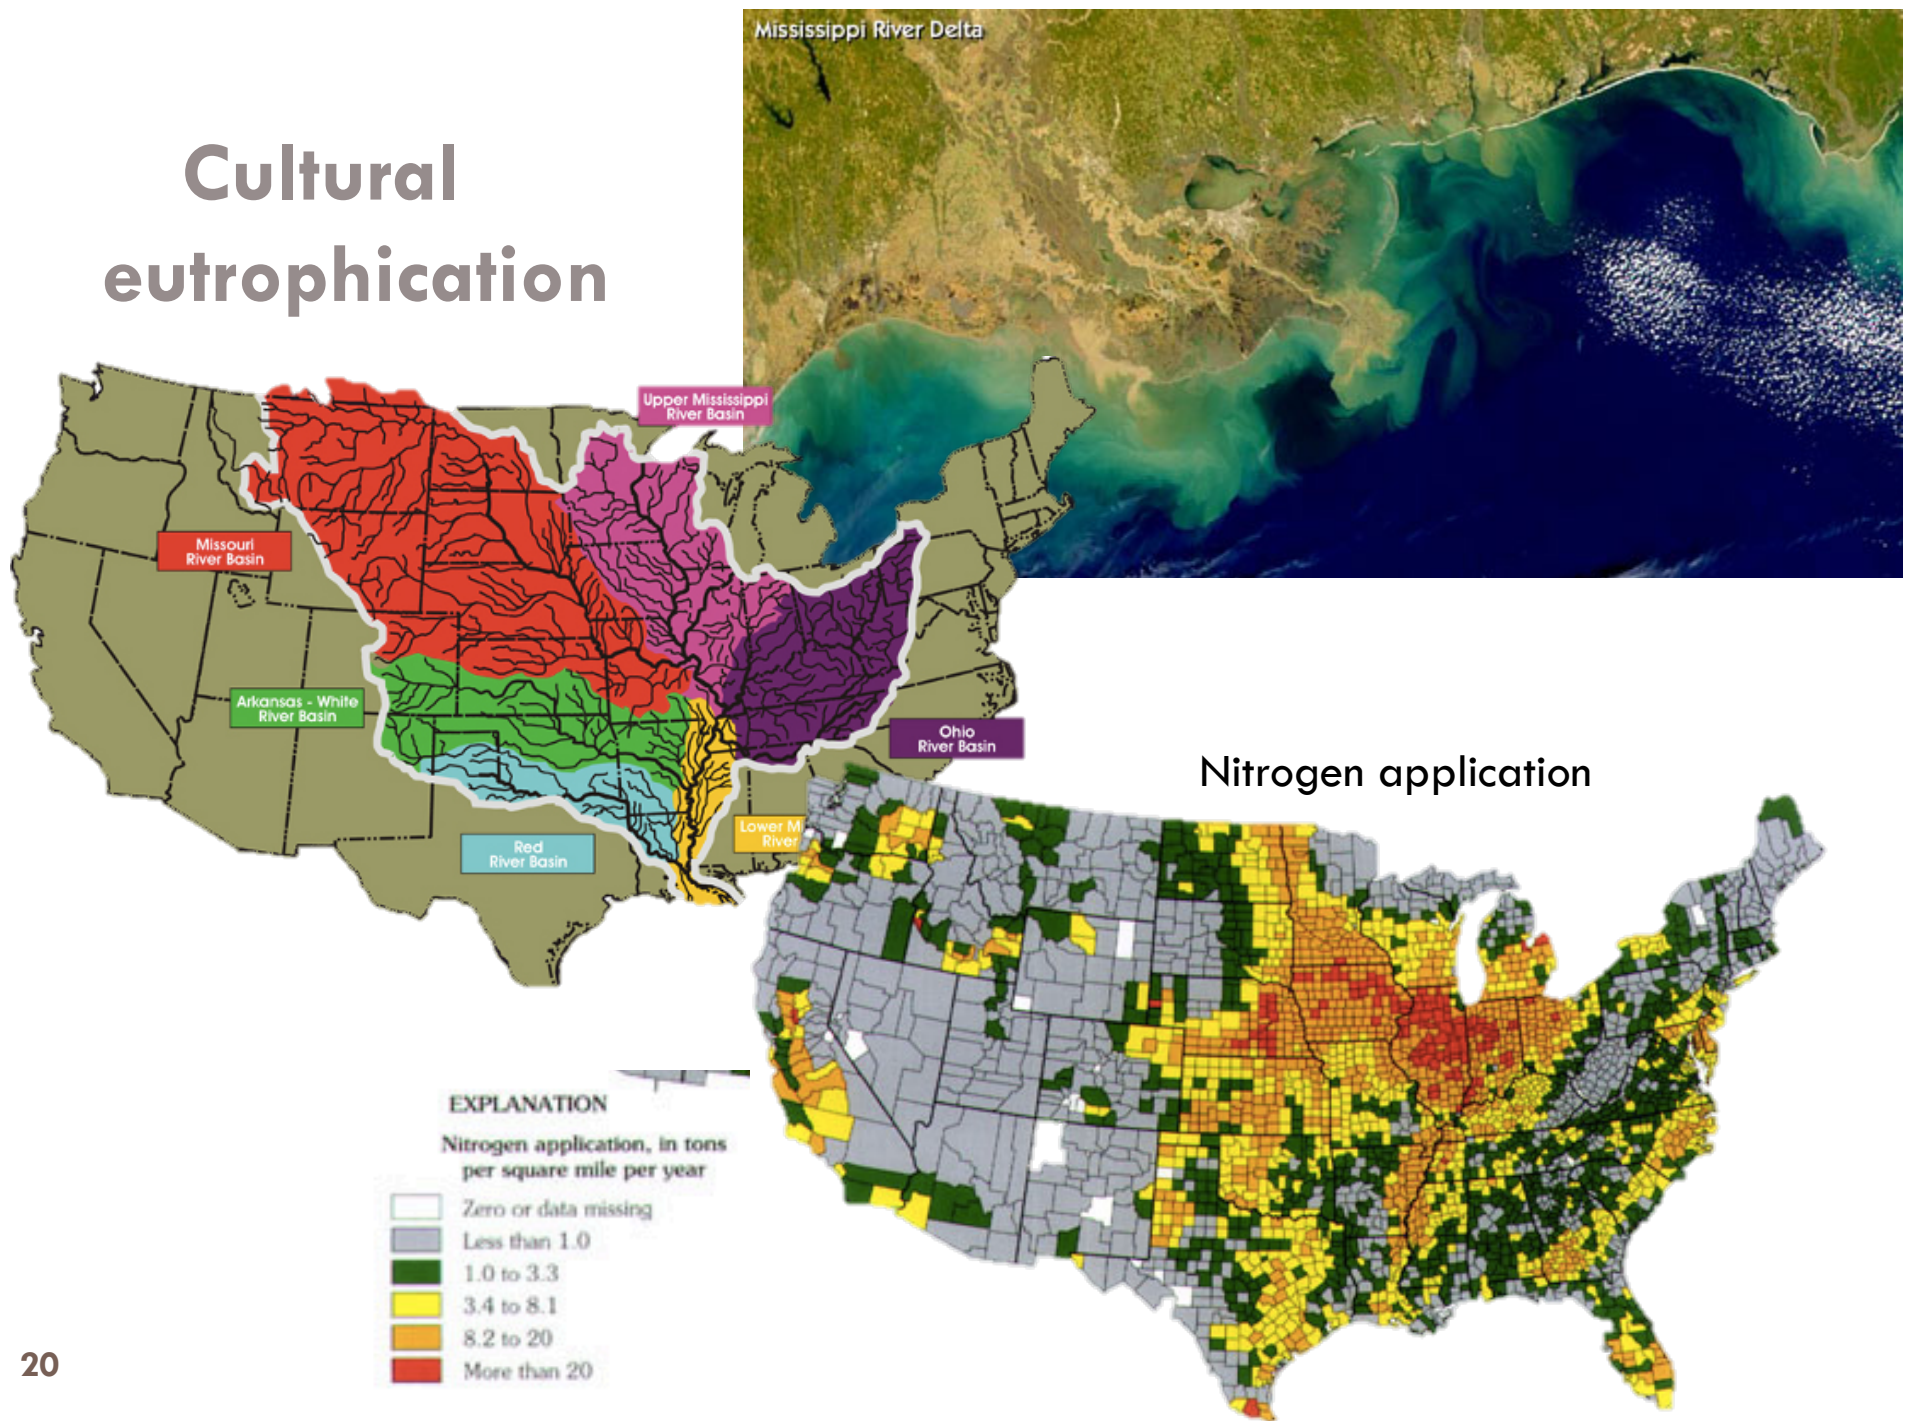 Mississippi River Delta
Cultural
eutrophication
Upper Mississippi
River Basin
Missouri
River Basin
Arkansas - White
River Basin
Ohio
River Basin
Red
River Basin
Lower M
River
Nitrogen application
EXPLANATION
Nitrogen application, in tons
per square mile per year
Zero or data missing
Less than 1.0
1.0 to 3.3
3.4 to 8.1
8.2 to 20
More than 20
20